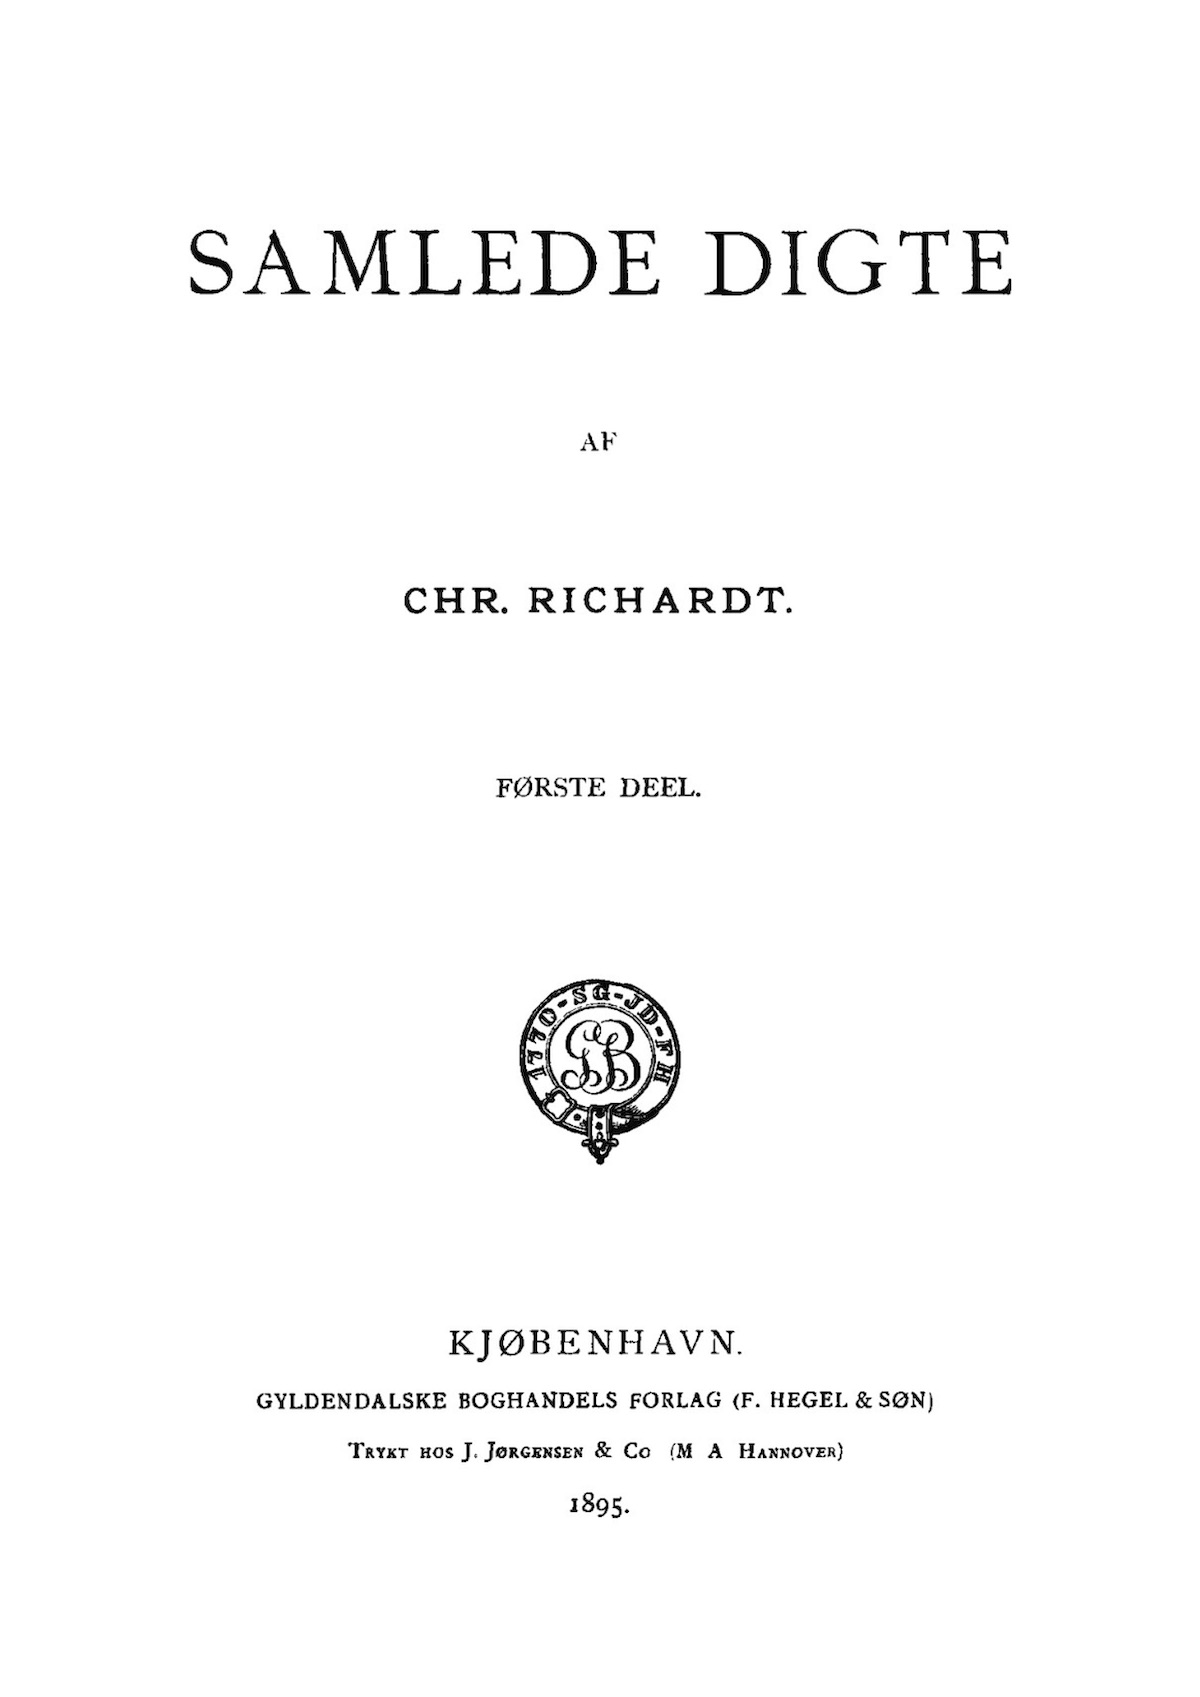 SAMLEDE DIGTE
AF
CHR. RICHARDT.
FØRSTE DEEL.
1770-SG-JD-FH
GB
KJØBENHAVN.
GYLDENDALSKE BOGHANDELS FORLAG (F. HEGEL & SØN)
TRYKT HOS J. JØRGENSEN & CO (M A HANNOVER)
1895.